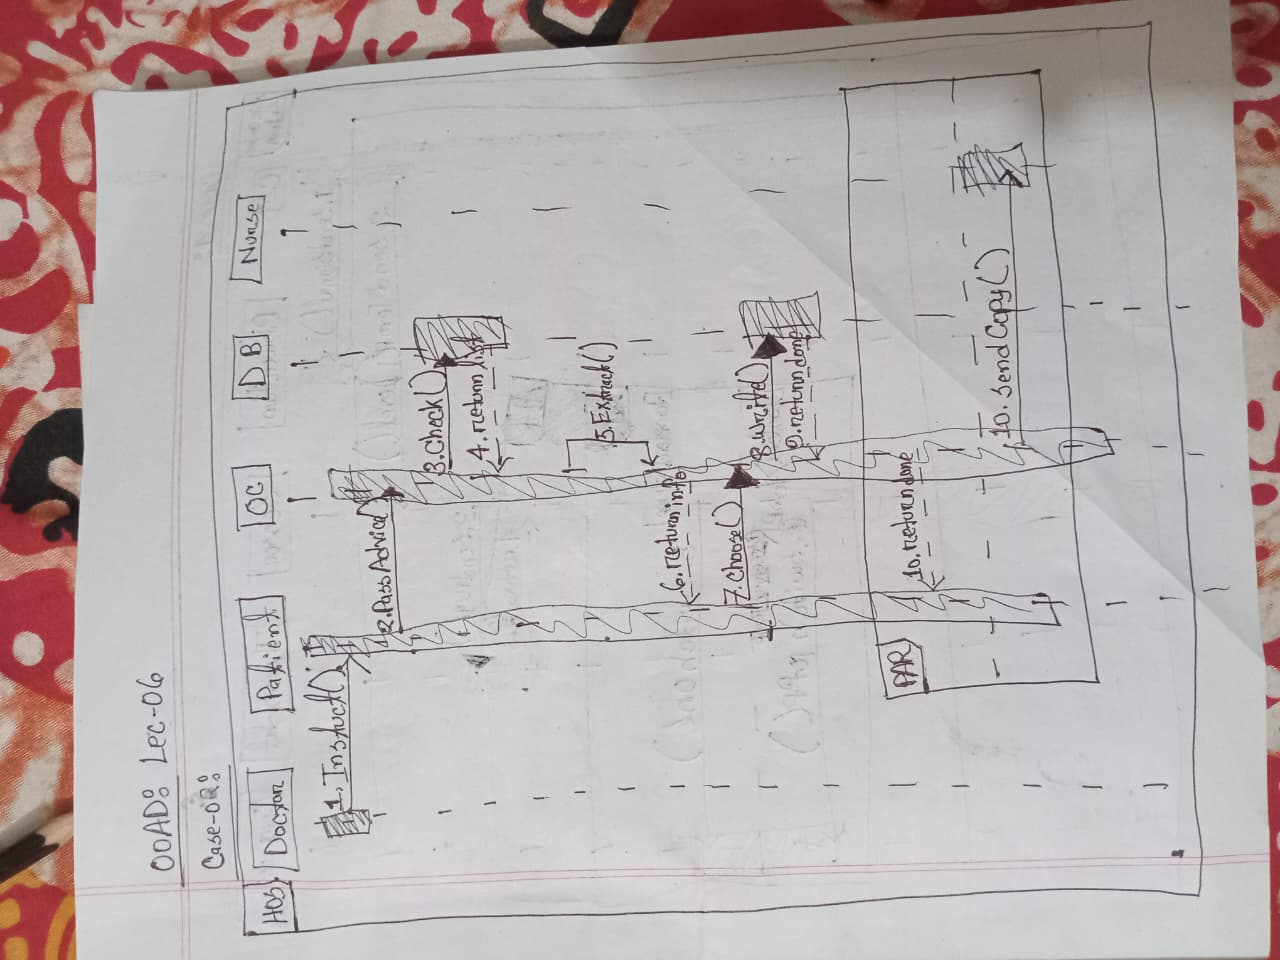 OOAD: Lec-06
Case-02:
HOS
Doctor
Patient
OC
DB
Nurse
1. Instuct()
2. Pass Advice()
3. Check()
4. return list
5. Extract()
6. return info
7. Choose()
8. Write()
9. return done
PAR
10. return done
10. Send Copy()